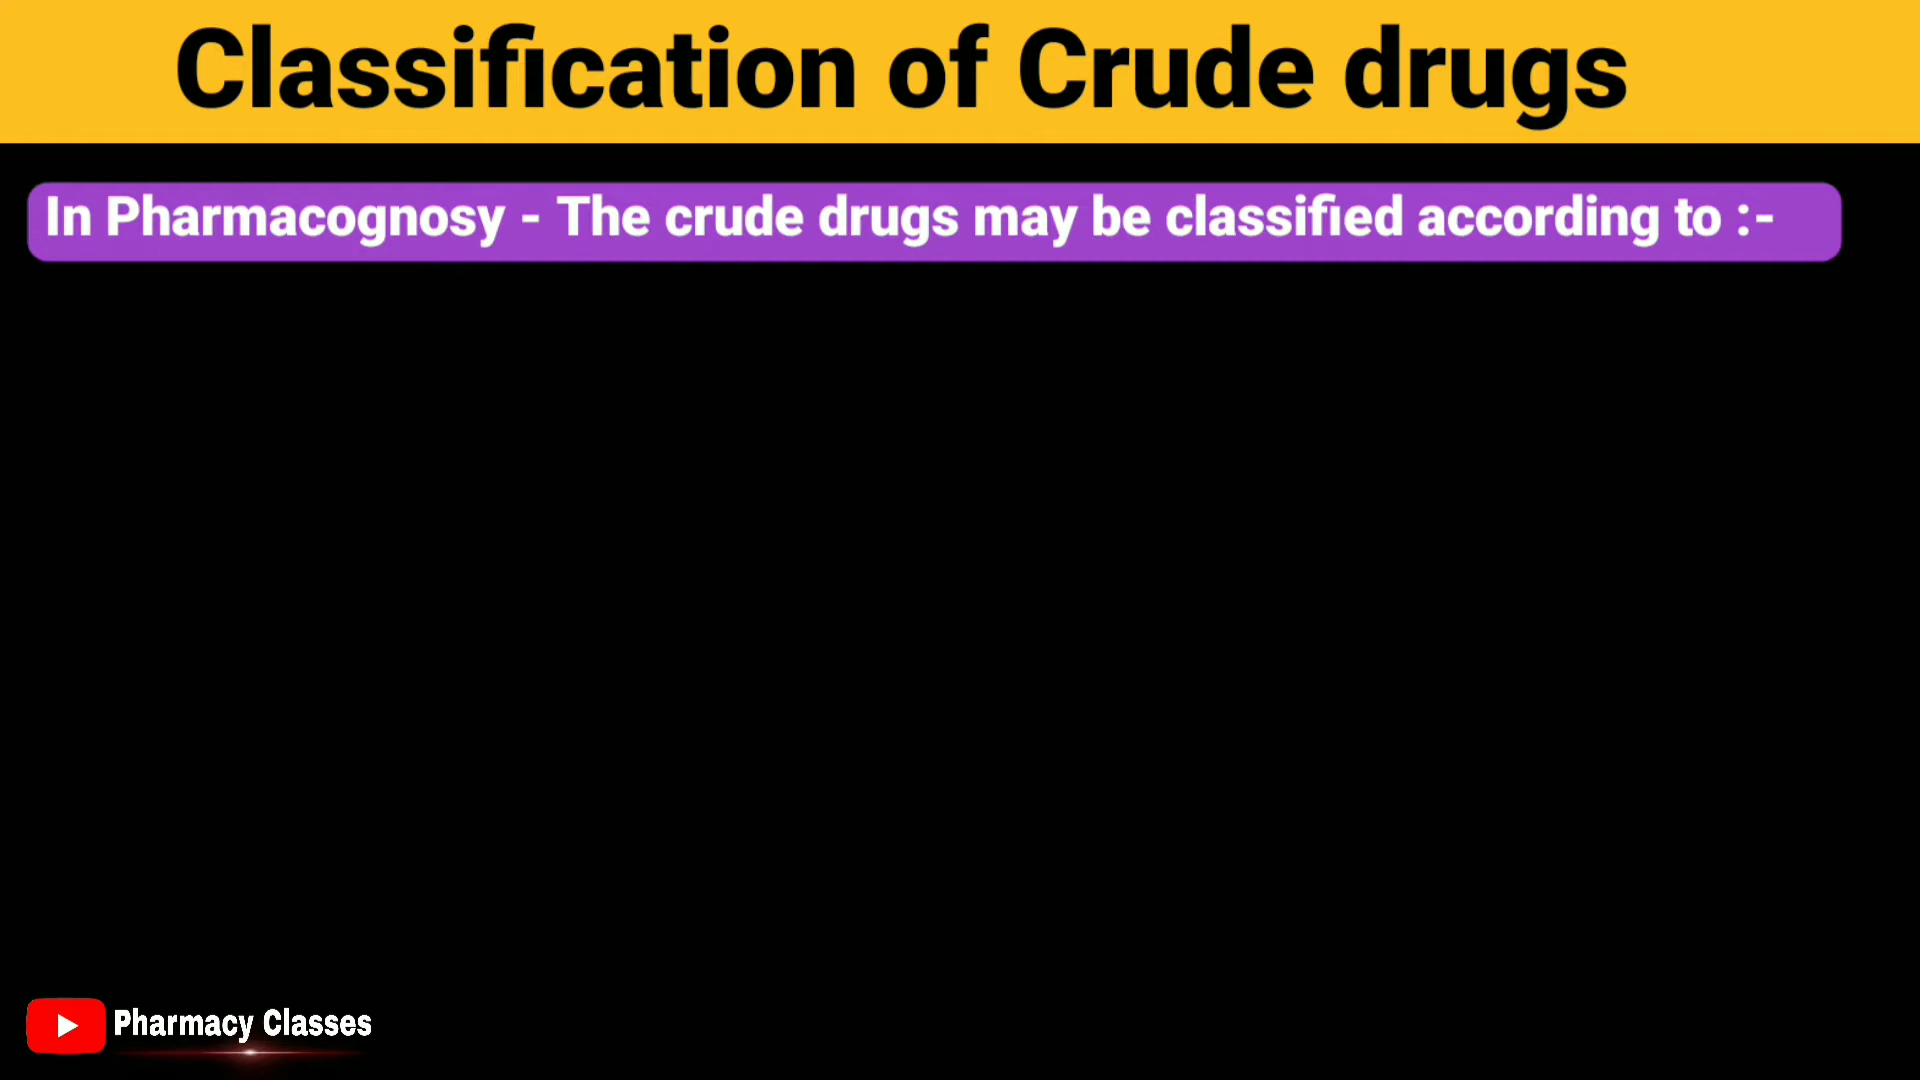 Classification of Crude drugs
In Pharmacognosy - The crude drugs may be classified according to :-
Pharmacy Classes